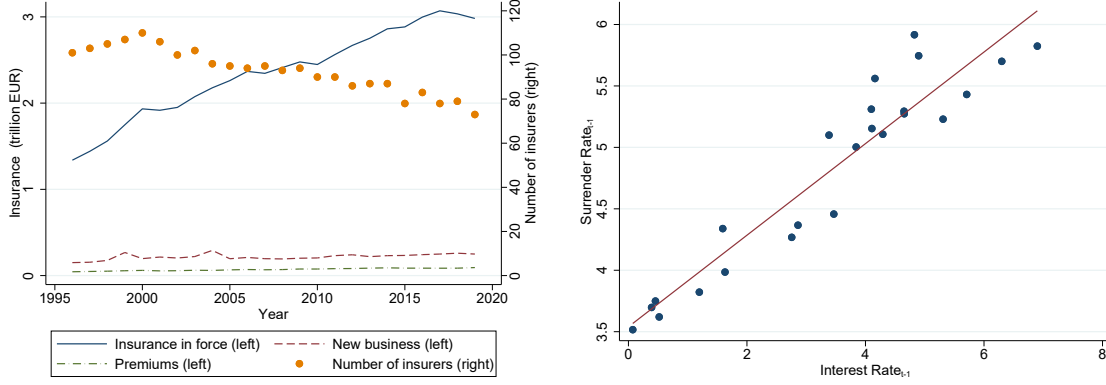 Insurance (trillion EUR)
3
2
1
0
120
100
80
60
40
20
0
Number of insurers (right)
1995 2000 2005 2010 2015 2020
Year
Insurance in force (left) New business (left)
Premiums (left) Number of insurers (right)
Surrender Rate_{t-1}
6
5.5
5
4.5
4
3.5
0 2 4 6 8
Interest Rate_{t-1}